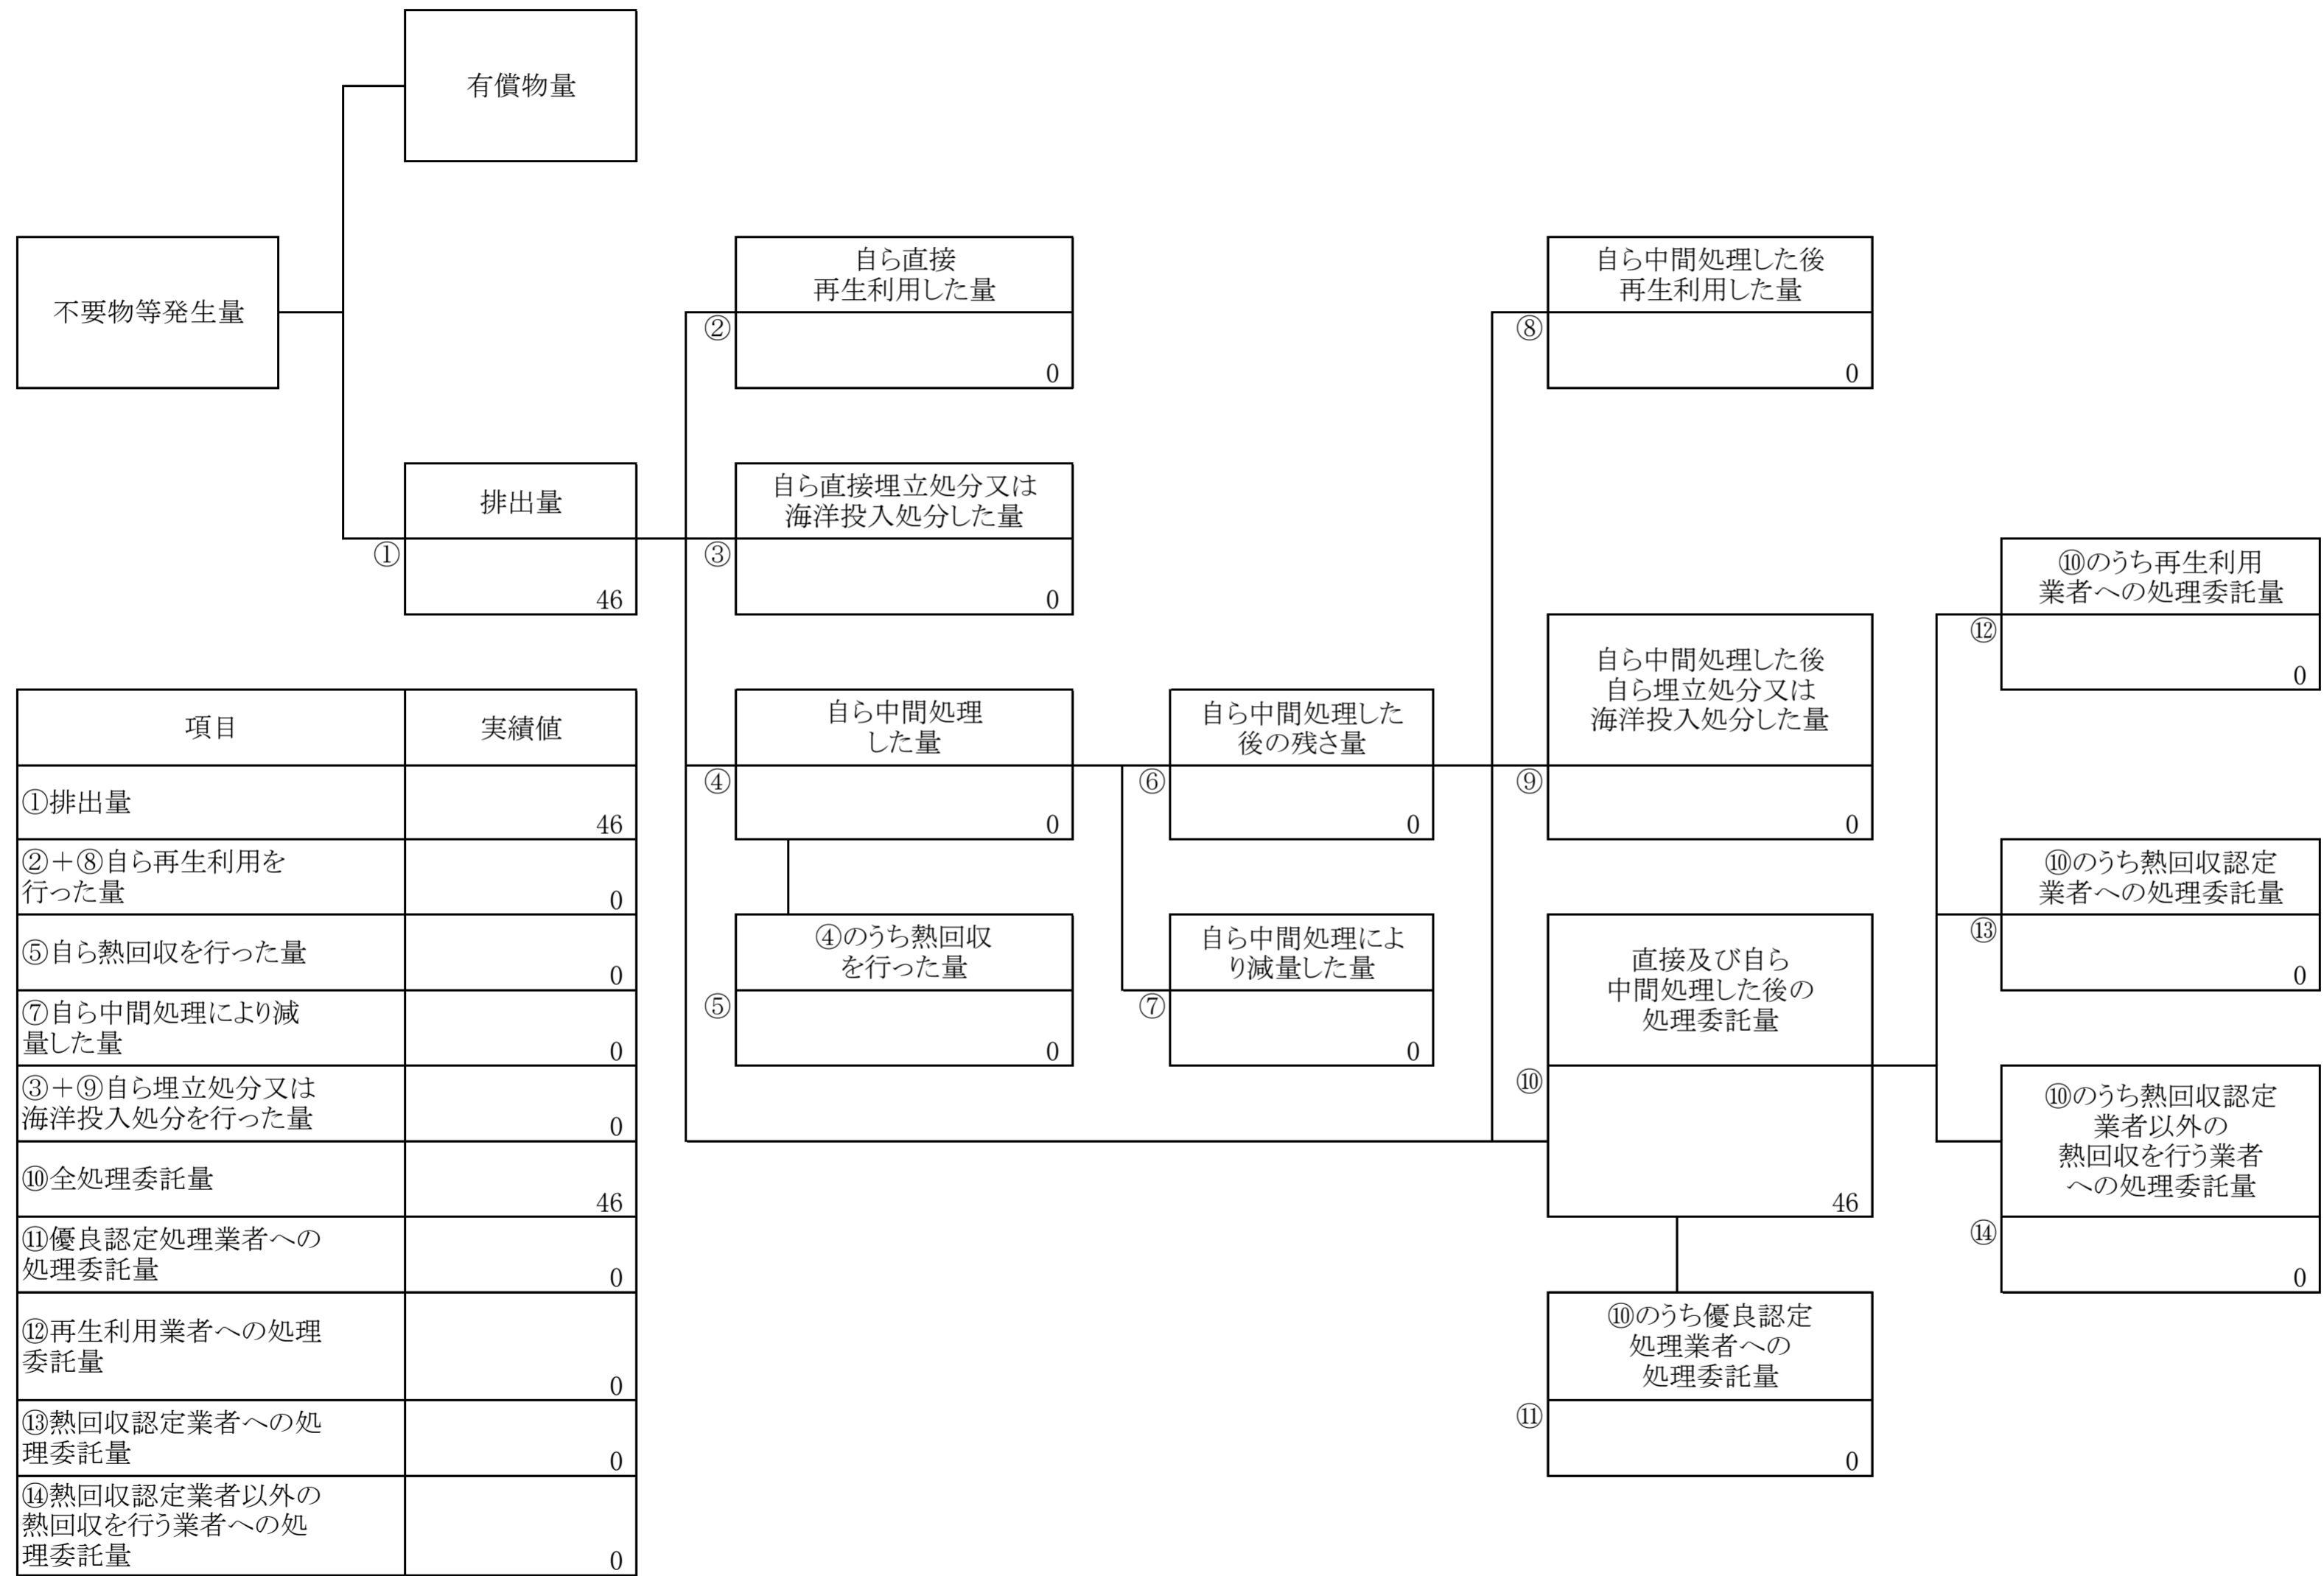 有償物量
不要物等発生量
自ら直接
再生利用した量
②
0
自ら中間処理した後
再生利用した量
⑧
0
排出量
①
46
自ら直接埋立処分又は
海洋投入処分した量
③
0
⑩のうち再生利用
業者への処理委託量
⑫
0
自ら中間処理
した量
④
0
自ら中間処理した
後の残さ量
⑥
0
自ら中間処理した後
自ら埋立処分又は
海洋投入処分した量
⑨
0
⑩のうち熱回収認定
業者への処理委託量
⑬
0
④のうち熱回収
を行った量
⑤
0
自ら中間処理によ
り減量した量
⑦
0
直接及び自ら
中間処理した後の
処理委託量
⑩
46
⑩のうち熱回収認定
業者以外の
熱回収を行う業者
への処理委託量
⑭
0
⑩のうち優良認定
処理業者への
処理委託量
⑪
0
項目 実績値
①排出量
46
②＋⑧自ら再生利用を
行った量
0
⑤自ら熱回収を行った量
0
⑦自ら中間処理により減
量した量
0
③＋⑨自ら埋立処分又は
海洋投入処分を行った量
0
⑩全処理委託量
46
⑪優良認定処理業者への
処理委託量
0
⑫再生利用業者への処理
委託量
0
⑬熱回収認定業者への処
理委託量
0
⑭熱回収認定業者以外の
熱回収を行う業者への処
理委託量
0